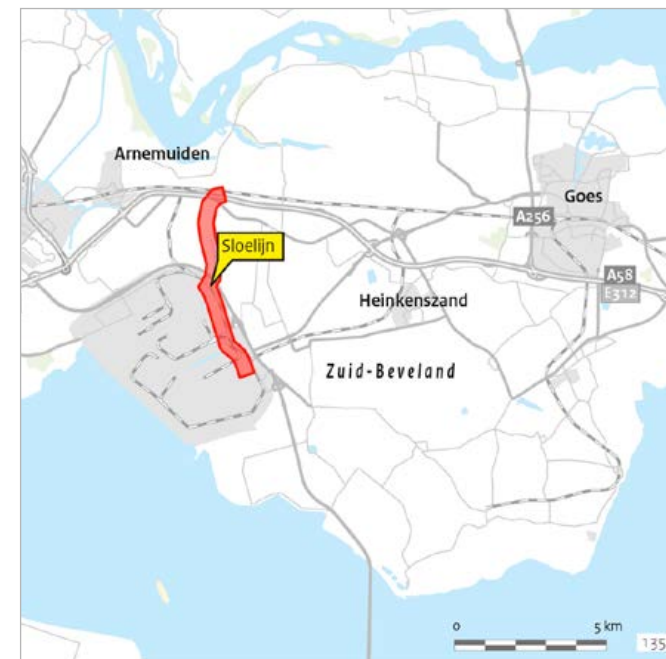 Arnemuiden
Goes
A256
Sloelijn
A58
E312
Heinkenszand
Zuid-Beveland
0 5 km
135